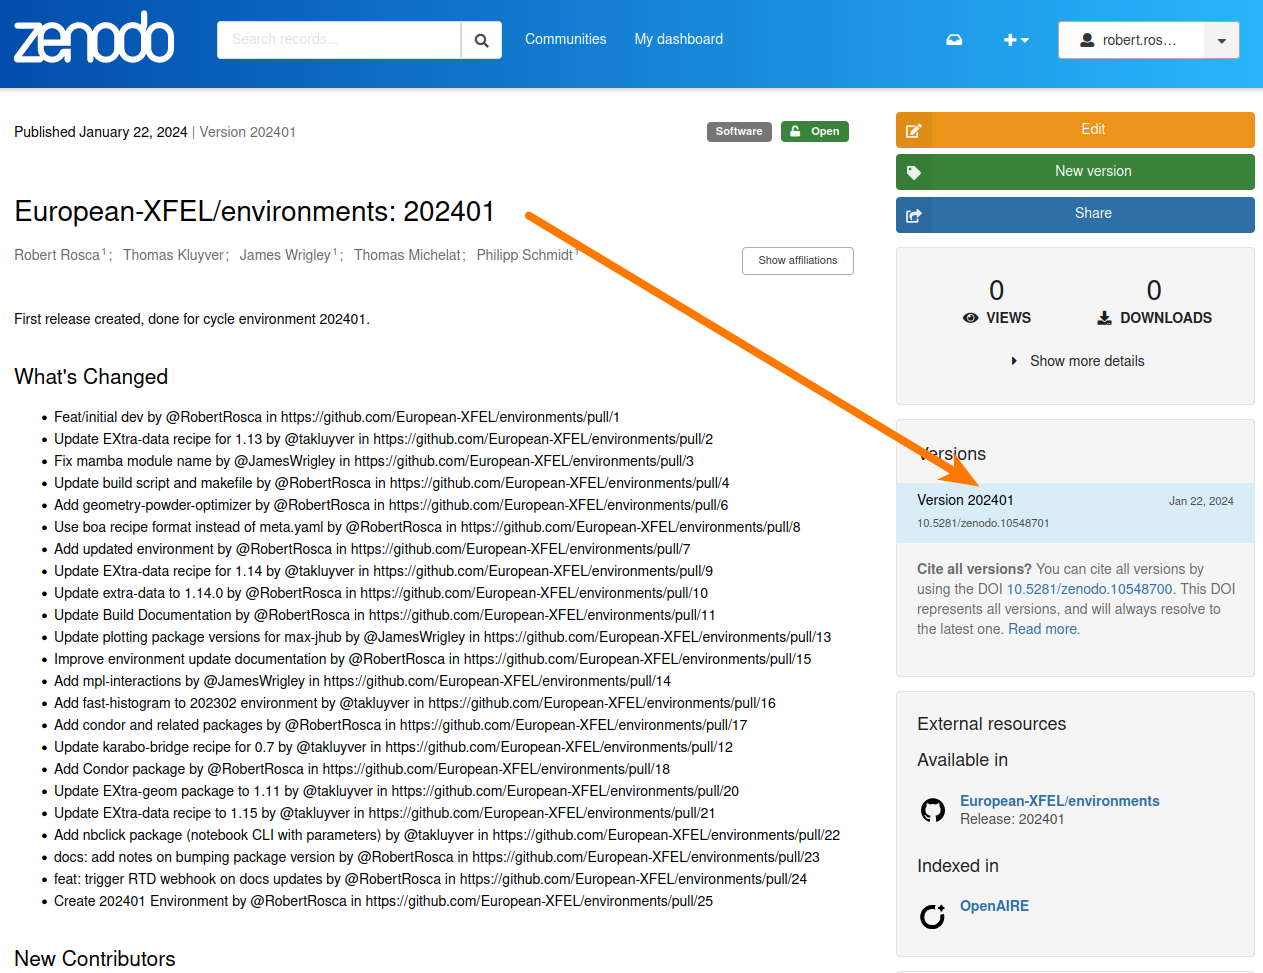 zenodo
Search records...
Communities
My dashboard
robert.ros...
Published January 22, 2024 | Version 202401
Software
Open
European-XFEL/environments: 202401
Robert Rosca 1; Thomas Kluyver; James Wrigley 1; Thomas Michelat; Philipp Schmidt 1
Show affiliations
First release created, done for cycle environment 202401.
What's Changed
• Feat/initial dev by @RobertRosca in https://github.com/European-XFEL/environments/pull/1
• Update EXtra-data recipe for 1.13 by @takluyver in https://github.com/European-XFEL/environments/pull/2
• Fix mamba module name by @JamesWrigley in https://github.com/European-XFEL/environments/pull/3
• Update build script and makefile by @RobertRosca in https://github.com/European-XFEL/environments/pull/4
• Add geometry-powder-optimizer by @RobertRosca in https://github.com/European-XFEL/environments/pull/6
• Use boa recipe format instead of meta.yaml by @RobertRosca in https://github.com/European-XFEL/environments/pull/8
• Add updated environment by @RobertRosca in https://github.com/European-XFEL/environments/pull/7
• Update EXtra-data recipe for 1.14 by @takluyver in https://github.com/European-XFEL/environments/pull/9
• Update extra-data to 1.14.0 by @RobertRosca in https://github.com/European-XFEL/environments/pull/10
• Update Build Documentation by @RobertRosca in https://github.com/European-XFEL/environments/pull/11
• Update plotting package versions for max-jhub by @JamesWrigley in https://github.com/European-XFEL/environments/pull/13
• Improve environment update documentation by @RobertRosca in https://github.com/European-XFEL/environments/pull/15
• Add mpl-interactions by @JamesWrigley in https://github.com/European-XFEL/environments/pull/14
• Add fast-histogram to 202302 environment by @takluyver in https://github.com/European-XFEL/environments/pull/16
• Add condor and related packages by @RobertRosca in https://github.com/European-XFEL/environments/pull/17
• Update karabo-bridge recipe for 0.7 by @takluyver in https://github.com/European-XFEL/environments/pull/12
• Add Condor package by @RobertRosca in https://github.com/European-XFEL/environments/pull/18
• Update EXtra-geom package to 1.11 by @takluyver in https://github.com/European-XFEL/environments/pull/20
• Update EXtra-data recipe to 1.15 by @takluyver in https://github.com/European-XFEL/environments/pull/21
• Add nbclick package (notebook CLI with parameters) by @takluyver in https://github.com/European-XFEL/environments/pull/22
• docs: add notes on bumping package version by @RobertRosca in https://github.com/European-XFEL/environments/pull/23
• feat: trigger RTD webhook on docs updates by @RobertRosca in https://github.com/European-XFEL/environments/pull/24
• Create 202401 Environment by @RobertRosca in https://github.com/European-XFEL/environments/pull/25
New Contributors
Edit
New version
Share
0
VIEWS
0
DOWNLOADS
Show more details
Versions
Version 202401
Jan 22, 2024
10.5281/zenodo.10548701
Cite all versions? You can cite all versions by
using the DOI 10.5281/zenodo.10548700. This DOI
represents all versions, and will always resolve to
the latest one. Read more.
External resources
Available in
European-XFEL/environments
Release: 202401
Indexed in
OpenAIRE